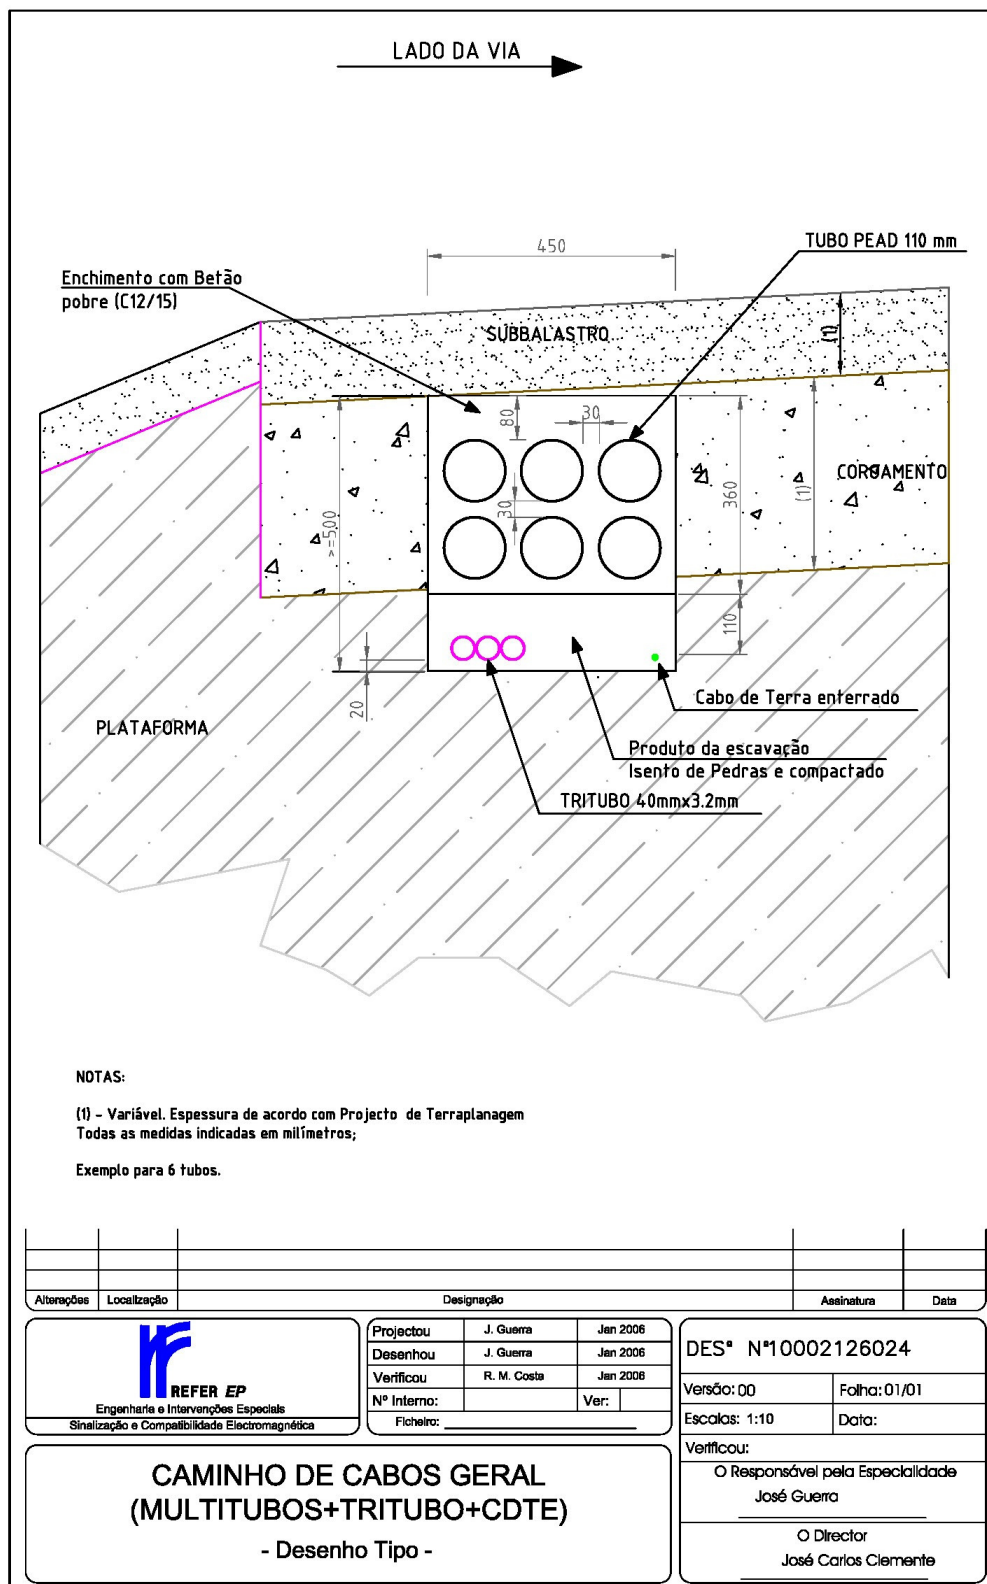 LADO DA VIA
450
TUBO PEAD 110 mm
Enchimento com Betão
pobre (C12/15)
SUBBALASTRO
(1)
80
30
COROAMENTO
360
(1)
30
>=500
110
20
Cabo de Terra enterrado
PLATAFORMA
Produto da escavação
Isento de Pedras e compactado
TRITUBO 40mmx3.2mm
NOTAS:
(1) - Variável. Espessura de acordo com Projecto de Terraplanagem
Todas as medidas indicadas em milímetros;
Exemplo para 6 tubos.
Alterações Localização Designação Assinatura Data
REFER EP
Engenharia e Intervenções Especiais
Sinalização e Compatibilidade Electromagnética
Projectou J. Guerra Jan 2006
Desenhou J. Guerra Jan 2006
Verificou R. M. Costa Jan 2006
Nº Interno: Ver:
Ficheiro:
DESº Nº10002126024
Versão: 00 Folha: 01/01
Escalas: 1:10 Data:
Verificou:
O Responsável pela Especialidade
José Guerra
O Director
José Carlos Clemente
CAMINHO DE CABOS GERAL
(MULTITUBOS+TRITUBO+CDTE)
- Desenho Tipo -